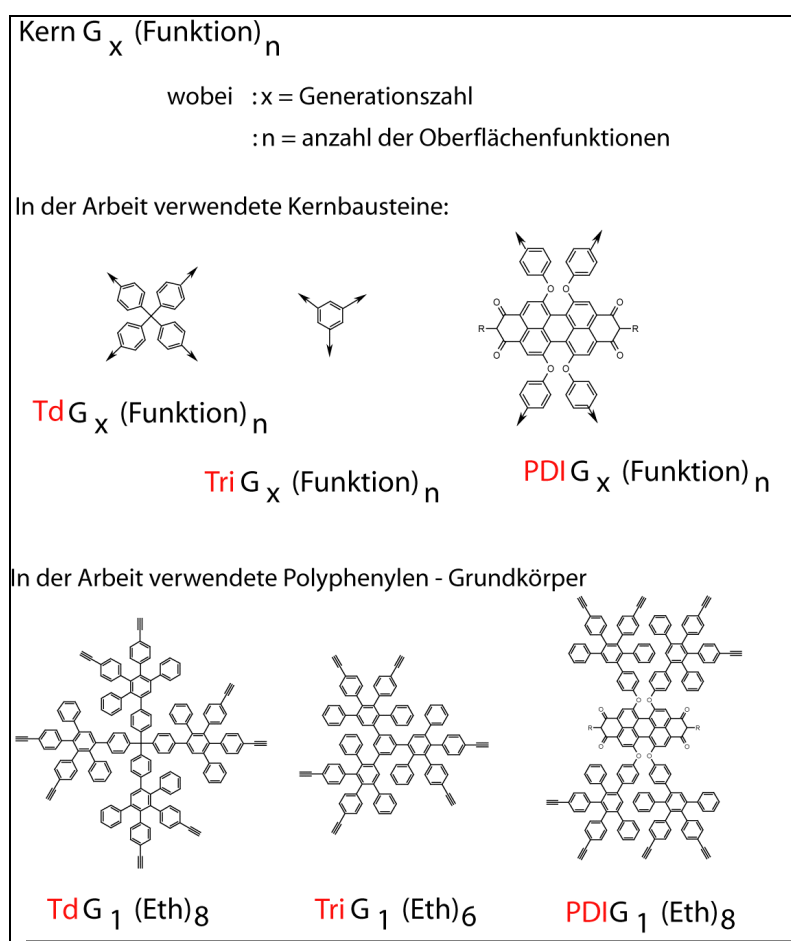 Kern G x (Funktion) n
wobei : x = Generationszahl
: n = anzahl der Oberflächenfunktionen
In der Arbeit verwendete Kernbausteine:
O O
O O
R R
O O
O O
Td G x (Funktion) n
Tri G x (Funktion) n
PDI G x (Funktion) n
In der Arbeit verwendete Polyphenylen - Grundkörper
O O
O O
R R
O O
O O
Td G 1 (Eth) 8
Tri G 1 (Eth) 6
PDI G 1 (Eth) 8